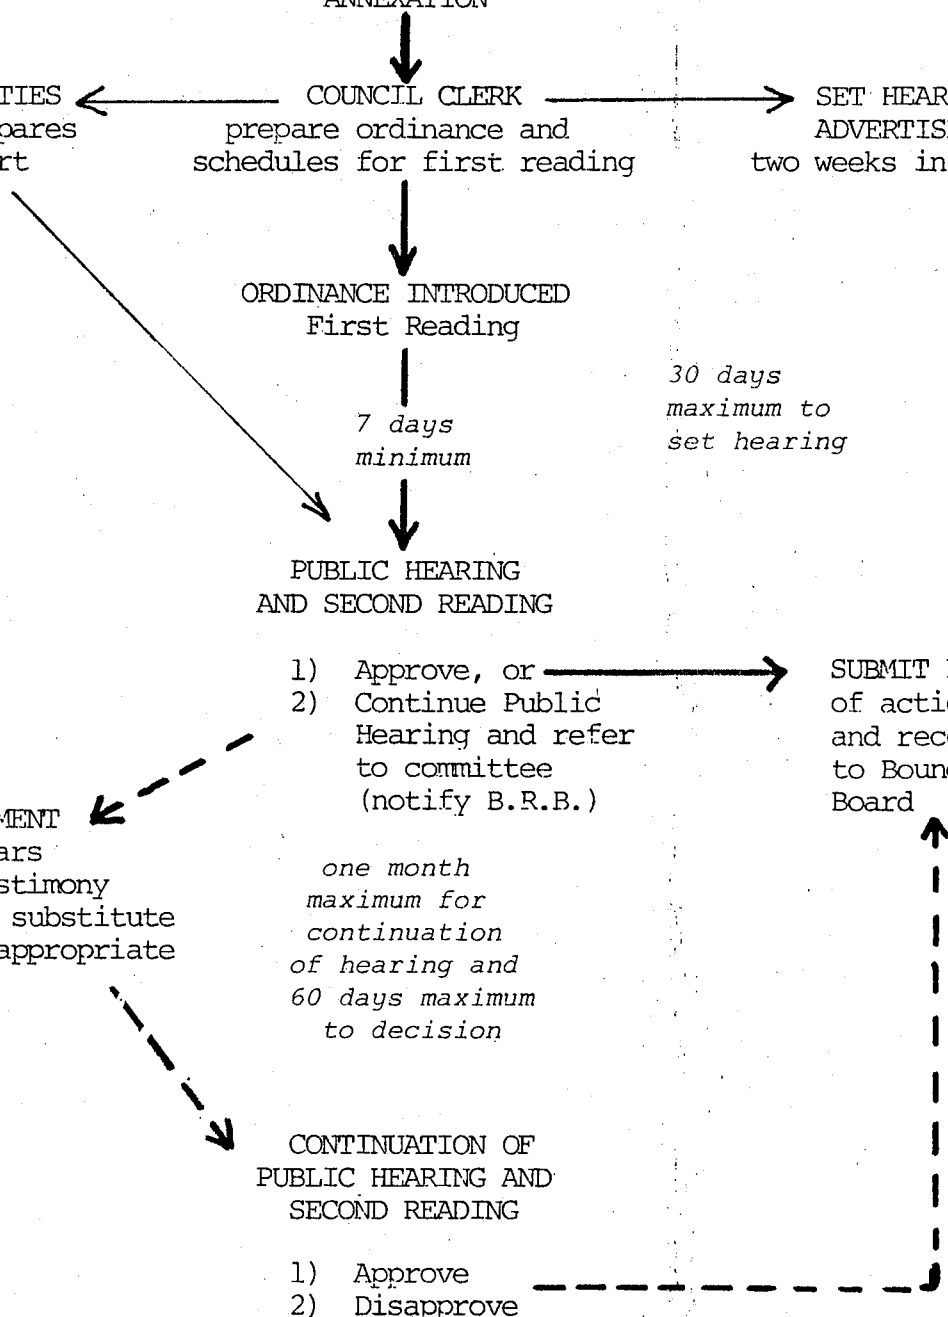 ANNEXATION
TIES
pares
rt
COUNCIL CLERK
prepare ordinance and
schedules for first reading
SET HEAR
ADVERTIS
two weeks in
ORDINANCE INTRODUCED
First Reading
7 days
minimum
30 days
maximum to
set hearing
PUBLIC HEARING
AND SECOND READING
1) Approve, or
2) Continue Public
Hearing and refer
to committee
(notify B.R.B.)
SUBMIT
of acti
and rec
to Boun
Board
MENT
ars
stimony
substitute
appropriate
one month
maximum for
continuation
of hearing and
60 days maximum
to decision
CONTINUATION OF
PUBLIC HEARING AND
SECOND READING
1) Approve
2) Disapprove